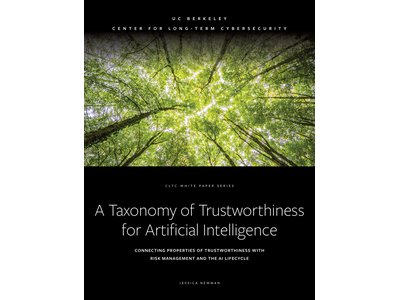 UC BERKELEY
CENTER FOR LONG-TERM CYBERSECURITY
CLTC WHITE PAPER SERIES
A Taxonomy of Trustworthiness
for Artificial Intelligence
CONNECTING PROPERTIES OF TRUSTWORTHINESS WITH
RISK MANAGEMENT AND THE AI LIFECYCLE
JESSICA NEWMAN